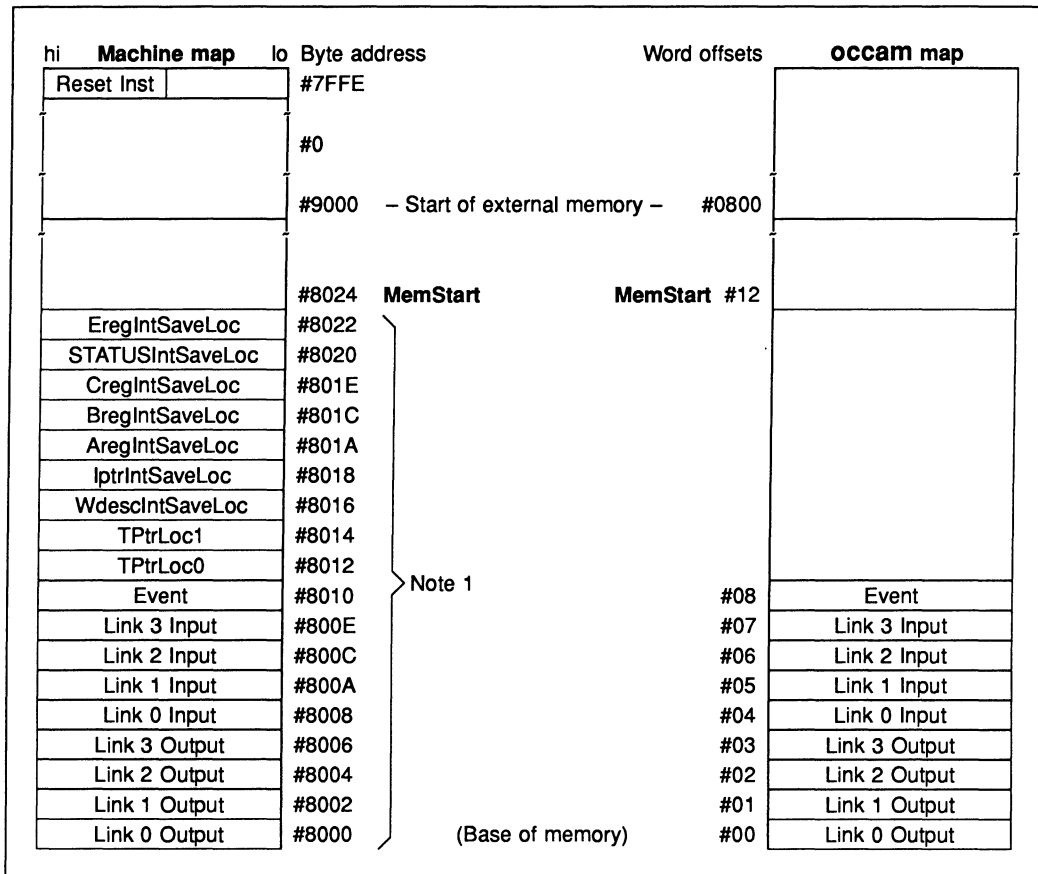 hi Machine map lo Byte address Word offsets occam map
Reset Inst #7FFE
#0
#9000 – Start of external memory – #0800
#8024 MemStart MemStart #12
EregIntSaveLoc #8022
STATUSIntSaveLoc #8020
CregIntSaveLoc #801E
BregIntSaveLoc #801C
AregIntSaveLoc #801A
IptrIntSaveLoc #8018
WdescIntSaveLoc #8016
TPtrLoc1 #8014
TPtrLoc0 #8012
Note 1
Event #8010 #08 Event
Link 3 Input #800E #07 Link 3 Input
Link 2 Input #800C #06 Link 2 Input
Link 1 Input #800A #05 Link 1 Input
Link 0 Input #8008 #04 Link 0 Input
Link 3 Output #8006 #03 Link 3 Output
Link 2 Output #8004 #02 Link 2 Output
Link 1 Output #8002 #01 Link 1 Output
Link 0 Output #8000 (Base of memory) #00 Link 0 Output